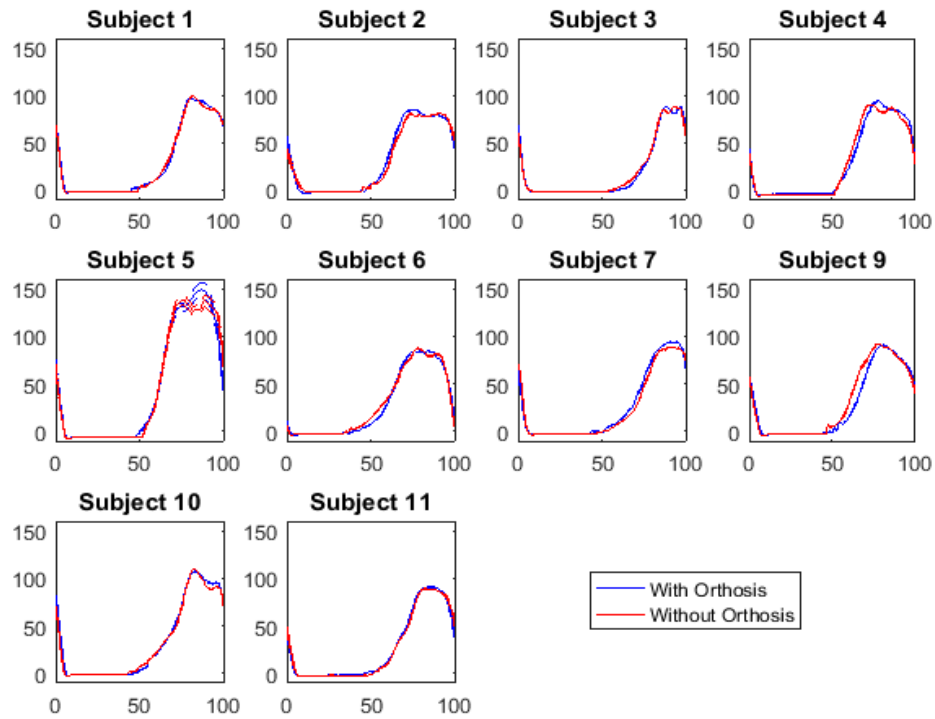 Subject 1 Subject 2 Subject 3 Subject 4
150 150 150 150
100 100 100 100
50 50 50 50
0 0 0 0
0 50 100 0 50 100 0 50 100 0 50 100
Subject 5 Subject 6 Subject 7 Subject 9
150 150 150 150
100 100 100 100
50 50 50 50
0 0 0 0
0 50 100 0 50 100 0 50 100 0 50 100
Subject 10 Subject 11
150 150
100 100
With Orthosis
Without Orthosis
50 50
0 0
0 50 100 0 50 100